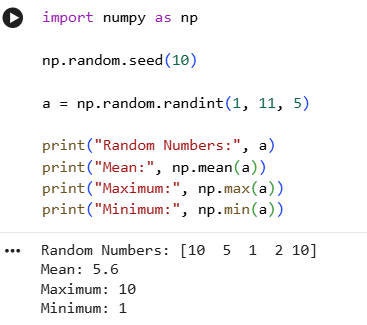 import numpy as np
np.random.seed(10)
a = np.random.randint(1, 11, 5)
print("Random Numbers:", a)
print("Mean:", np.mean(a))
print("Maximum:", np.max(a))
print("Minimum:", np.min(a))
Random Numbers: [10  5  1  2 10]
Mean: 5.6
Maximum: 10
Minimum: 1